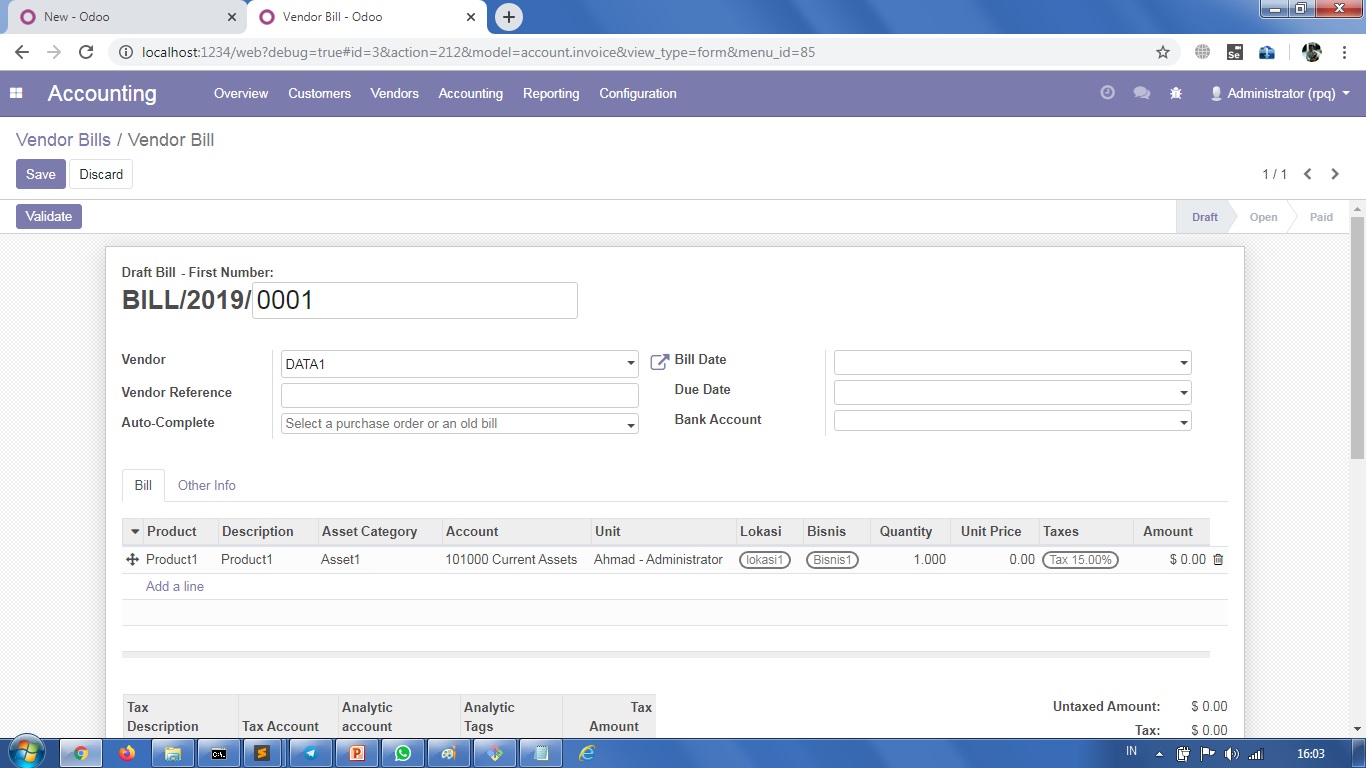 New - Odoo
Vendor Bill - Odoo
localhost:1234/web?debug=true#id=3&action=212&model=account.invoice&view_type=form&menu_id=85
Se
Accounting Overview Customers Vendors Accounting Reporting Configuration Administrator (rpq)
Vendor Bills / Vendor Bill
Save Discard 1 / 1
Validate Draft Open Paid
Draft Bill - First Number:
BILL/2019/ 0001
Vendor DATA1 Bill Date
Vendor Reference Due Date
Auto-Complete Select a purchase order or an old bill Bank Account
Bill Other Info
Product Description Asset Category Account Unit Lokasi Bisnis Quantity Unit Price Taxes Amount
Product1 Product1 Asset1 101000 Current Assets Ahmad - Administrator lokasi1 Bisnis1 1.000 0.00 Tax 15.00% $ 0.00
Add a line
Tax Description Tax Account Analytic account Analytic Tags Tax Amount
Untaxed Amount: $ 0.00
Tax: $ 0.00
IN 16:03